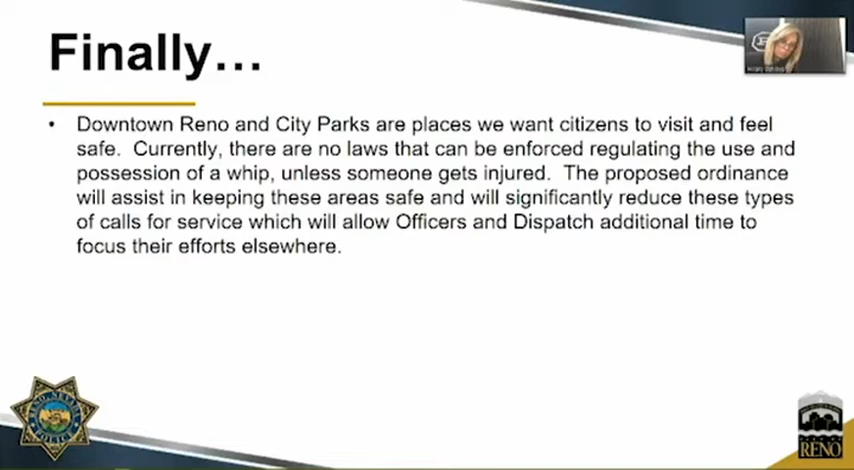 Finally…
• Downtown Reno and City Parks are places we want citizens to visit and feel
safe. Currently, there are no laws that can be enforced regulating the use and
possession of a whip, unless someone gets injured. The proposed ordinance
will assist in keeping these areas safe and will significantly reduce these types
of calls for service which will allow Officers and Dispatch additional time to
focus their efforts elsewhere.
RENO, NEVADA
POLICE
RENO